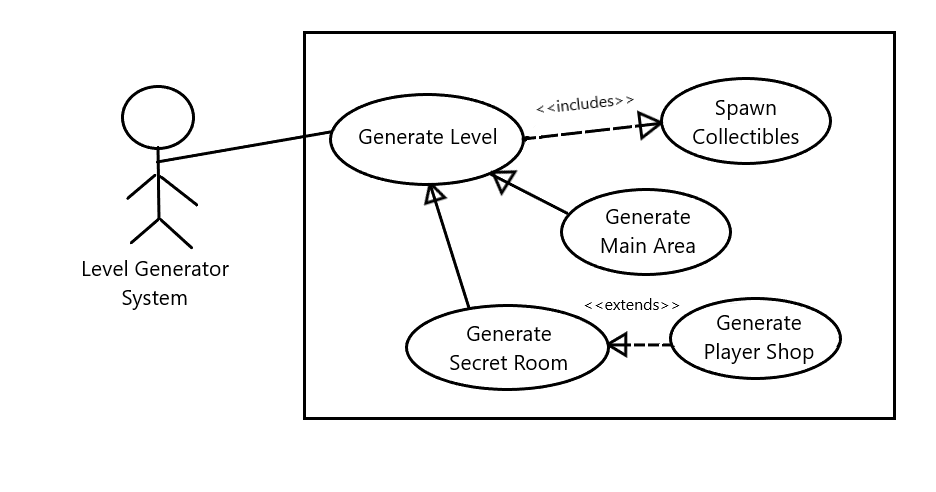 <<includes>>
Spawn
Collectibles
Generate Level
Generate
Main Area
Level Generator
System
<<extends>>
Generate
Secret Room
Generate
Player Shop